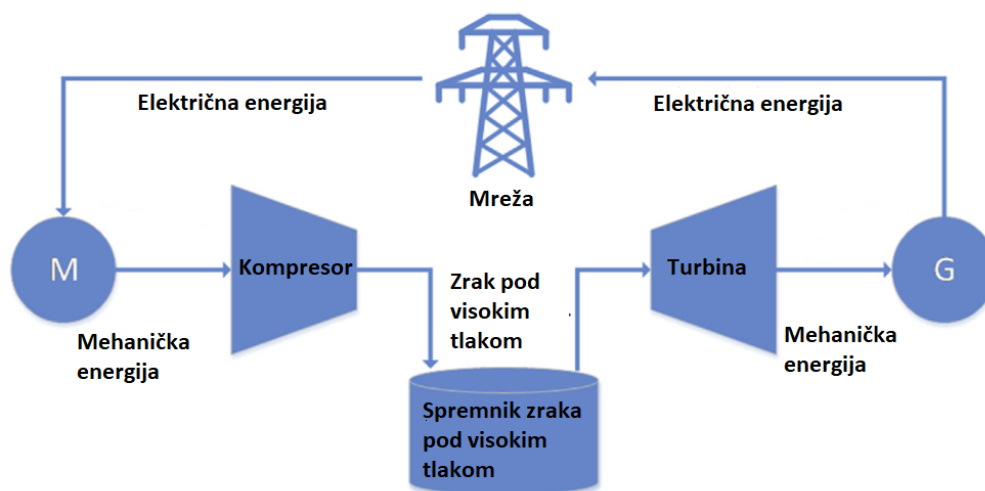 Električna energija
Električna energija
Mreža
M
Kompresor
Zrak pod
visokim
tlakom
Turbina
G
Mehanička
energija
Mehanička
energija
Spremnik zraka
pod visokim
tlakom